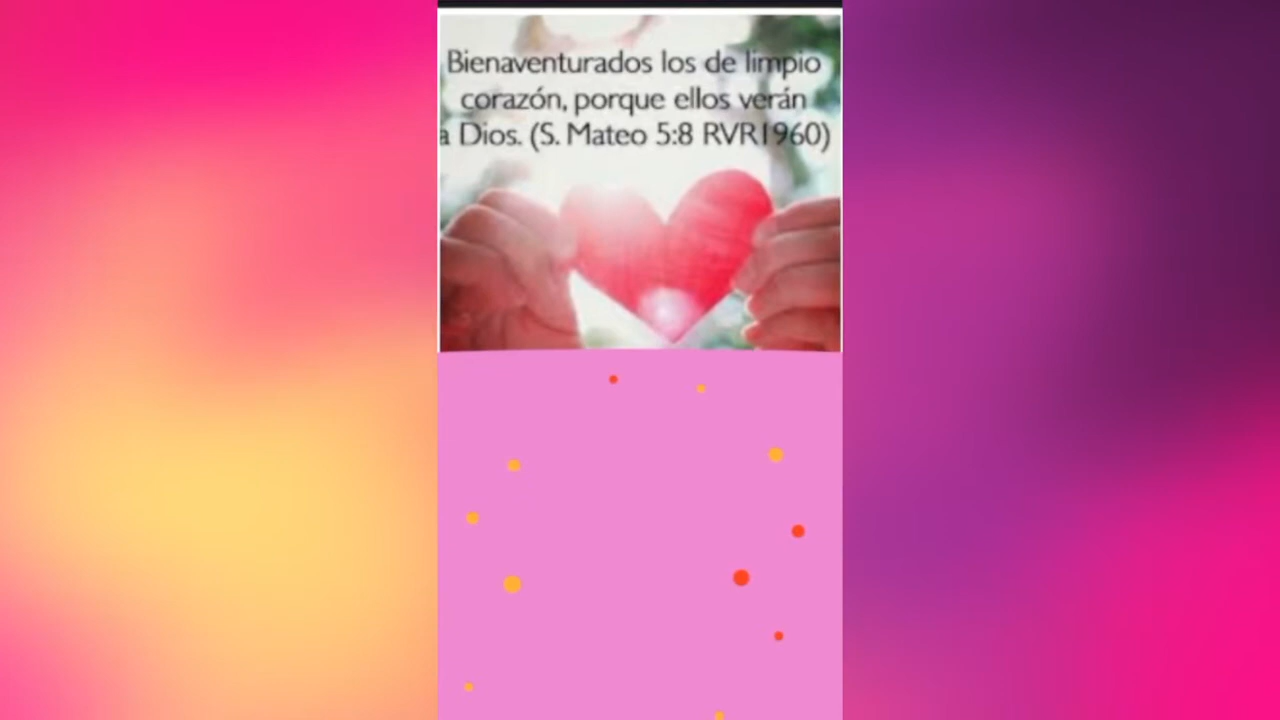 Bienaventurados los de limpio
corazón, porque ellos verán
a Dios. (S. Mateo 5:8 RVR1960)